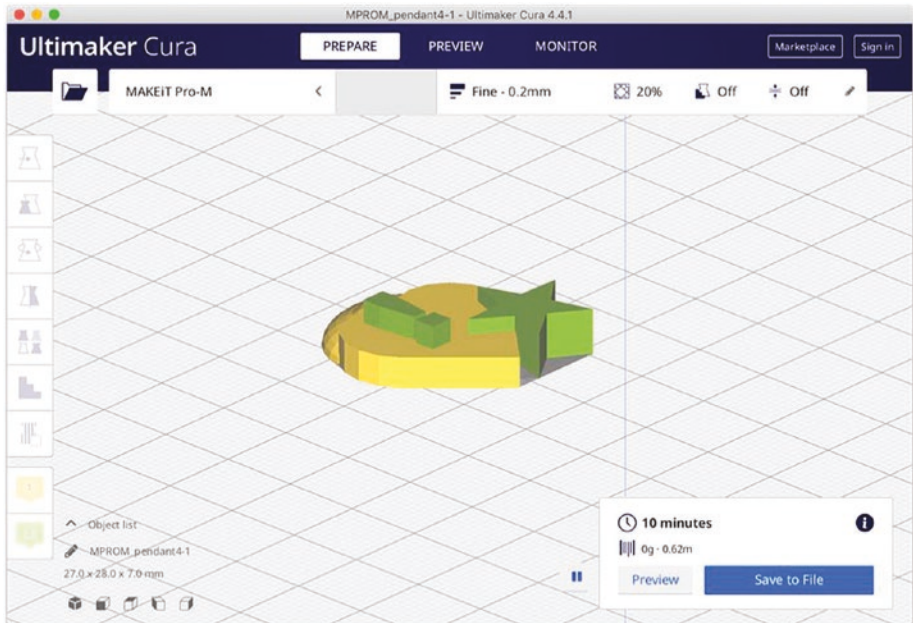 MPROM_pendant4-1 - Ultimaker Cura 4.4.1
Ultimaker Cura PREPARE PREVIEW MONITOR Marketplace Sign in
MAKEiT Pro-M Fine - 0.2mm 20% Off Off
Object list
MPROM_pendant4-1
27.0 x 28.0 x 7.0 mm
10 minutes
0g · 0.62m
Preview Save to File